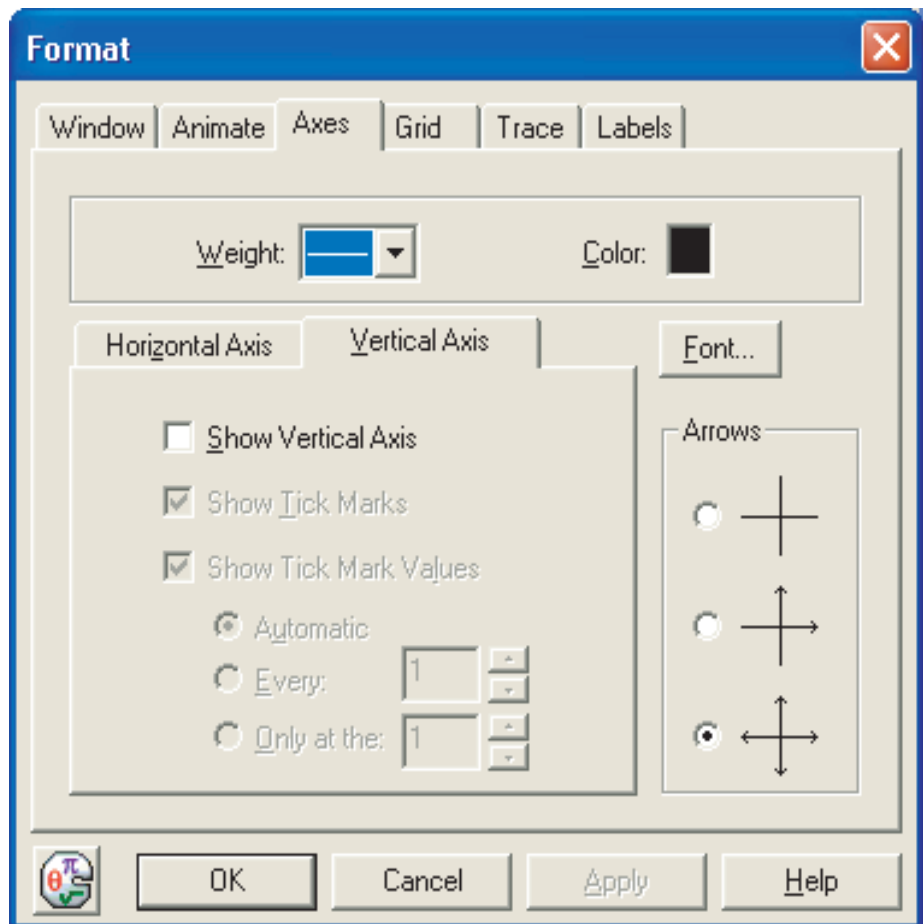 Format
Window Animate Axes Grid Trace Labels
Weight: Color:
Horizontal Axis Vertical Axis Font...
Show Vertical Axis
Arrows
Show Tick Marks
Show Tick Mark Values
Automatic
Every: 1
Only at the: 1
θ π
OK Cancel Apply Help